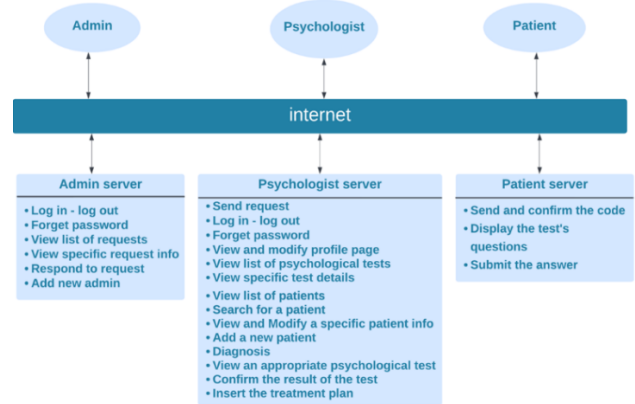 Admin
Psychologist
Patient
internet
Admin server
• Log in - log out
• Forget password
• View list of requests
• View specific request info
• Respond to request
• Add new admin
Psychologist server
• Send request
• Log in - log out
• Forget password
• View and modify profile page
• View list of psychological tests
• View specific test details
• View list of patients
• Search for a patient
• View and Modify a specific patient info
• Add a new patient
• Diagnosis
• View an appropriate psychological test
• Confirm the result of the test
• Insert the treatment plan
Patient server
• Send and confirm the code
• Display the test's
questions
• Submit the answer